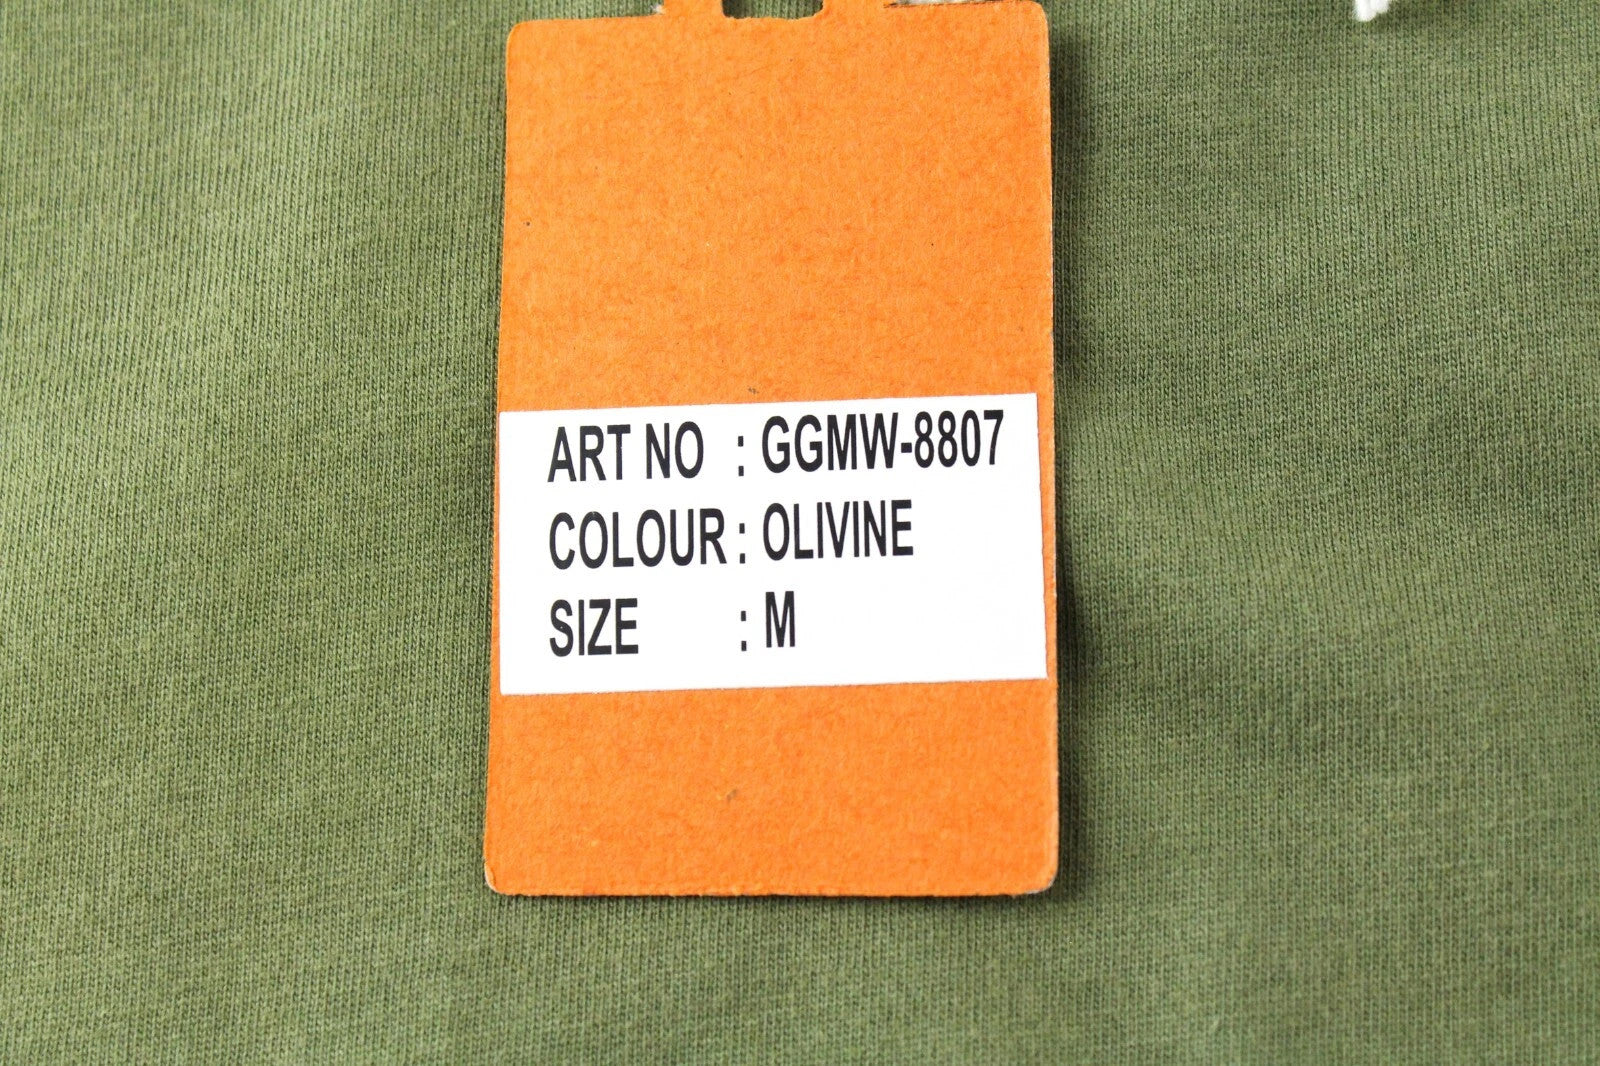 ART NO : GGMW-8807
COLOUR : OLIVINE
SIZE : M